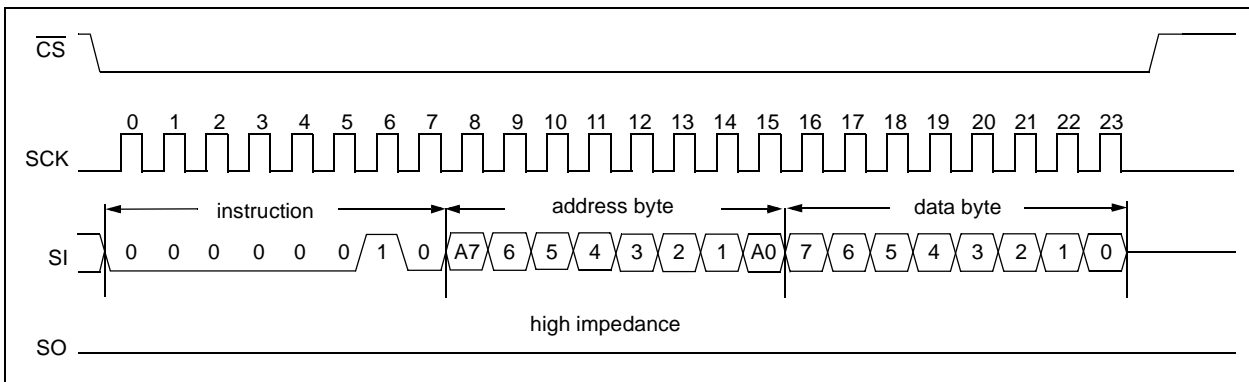 CS
0 1 2 3 4 5 6 7 8 9 10 11 12 13 14 15 16 17 18 19 20 21 22 23
SCK
instruction address byte data byte
SI 0 0 0 0 0 0 1 0 A7 6 5 4 3 2 1 A0 7 6 5 4 3 2 1 0
high impedance
SO